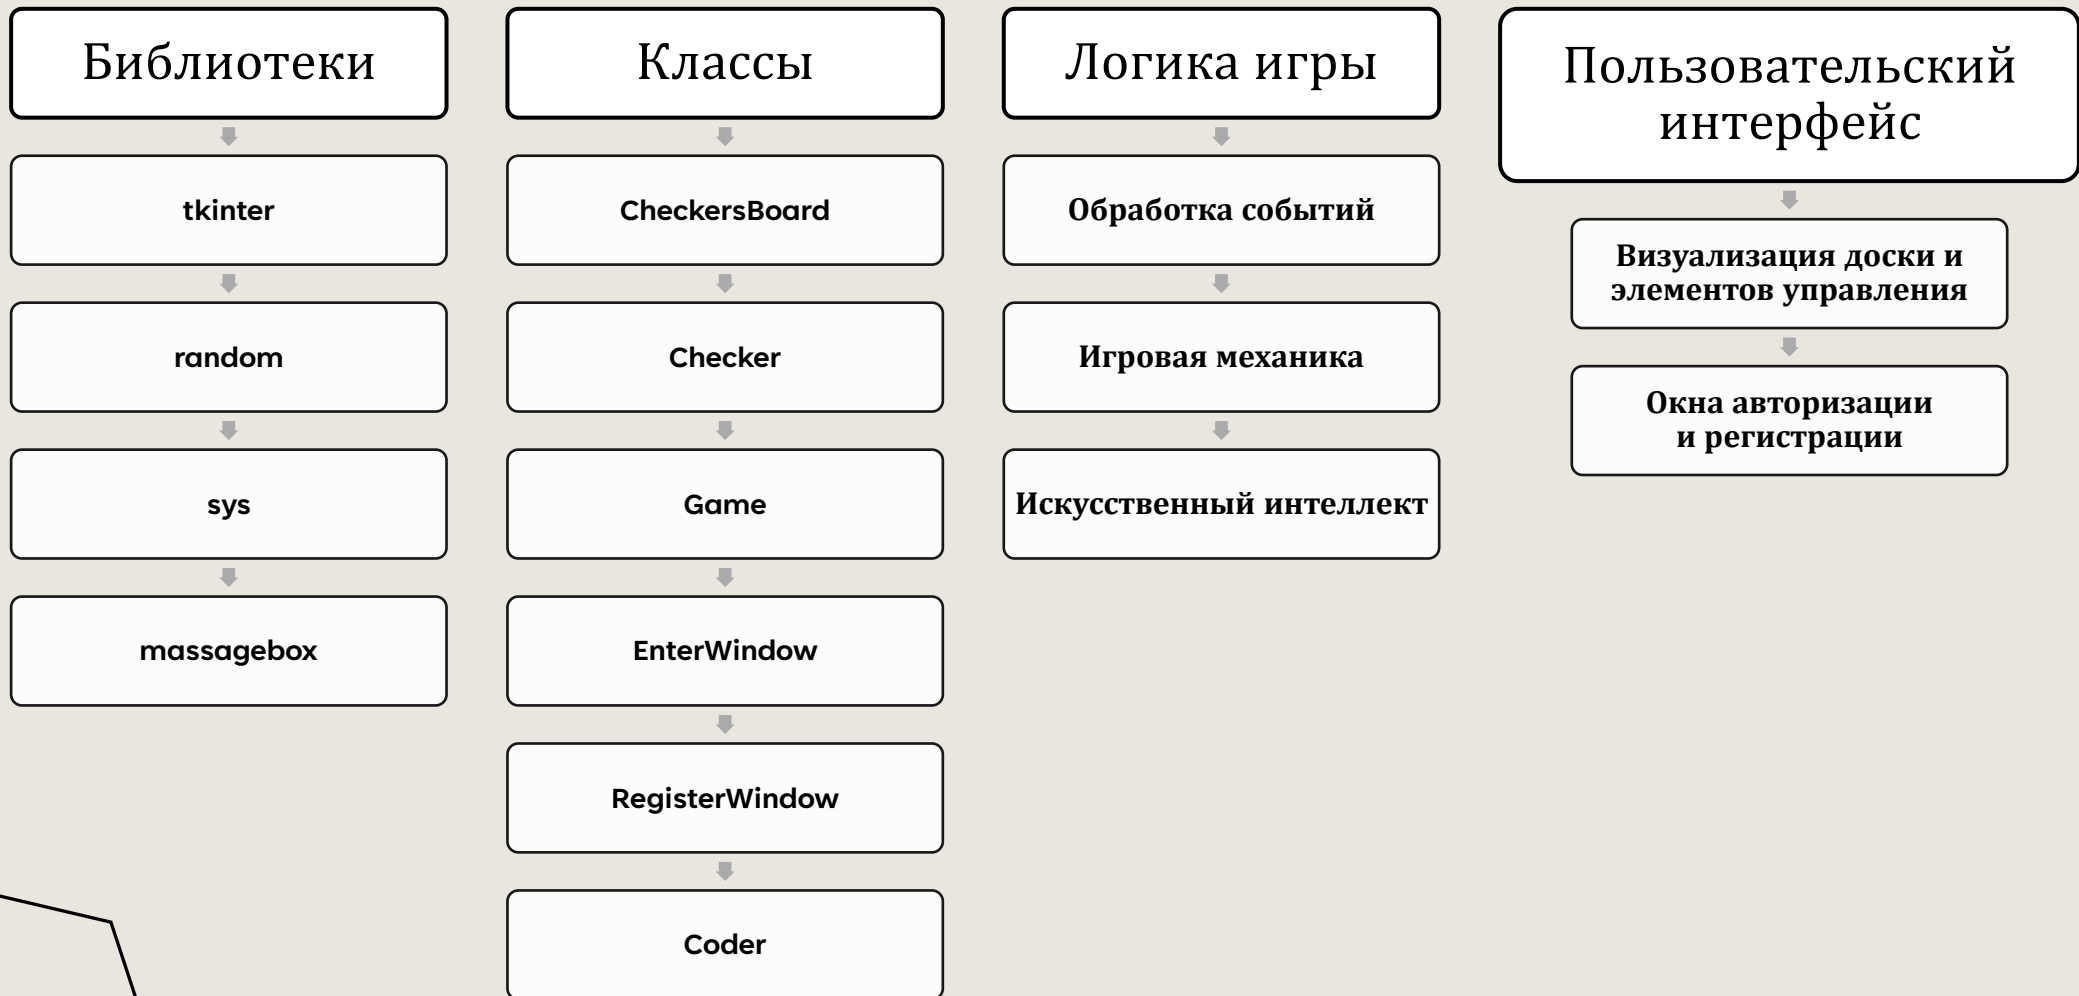 Библиотеки
tkinter
random
sys
massagebox
Классы
CheckersBoard
Checker
Game
EnterWindow
RegisterWindow
Coder
Логика игры
Обработка событий
Игровая механика
Искусственный интеллект
Пользовательский
интерфейс
Визуализация доски и
элементов управления
Окна авторизации
и регистрации